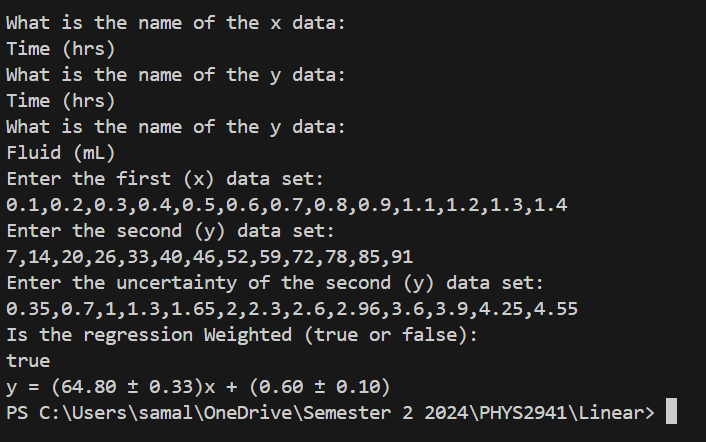 What is the name of the x data:
Time (hrs)
What is the name of the y data:
Time (hrs)
What is the name of the y data:
Fluid (mL)
Enter the first (x) data set:
0.1,0.2,0.3,0.4,0.5,0.6,0.7,0.8,0.9,1.1,1.2,1.3,1.4
Enter the second (y) data set:
7,14,20,26,33,40,46,52,59,72,78,85,91
Enter the uncertainty of the second (y) data set:
0.35,0.7,1,1.3,1.65,2,2.3,2.6,2.96,3.6,3.9,4.25,4.55
Is the regression Weighted (true or false):
true
y = (64.80 ± 0.33)x + (0.60 ± 0.10)
PS C:\Users\samal\OneDrive\Semester 2 2024\PHYS2941\Linear>